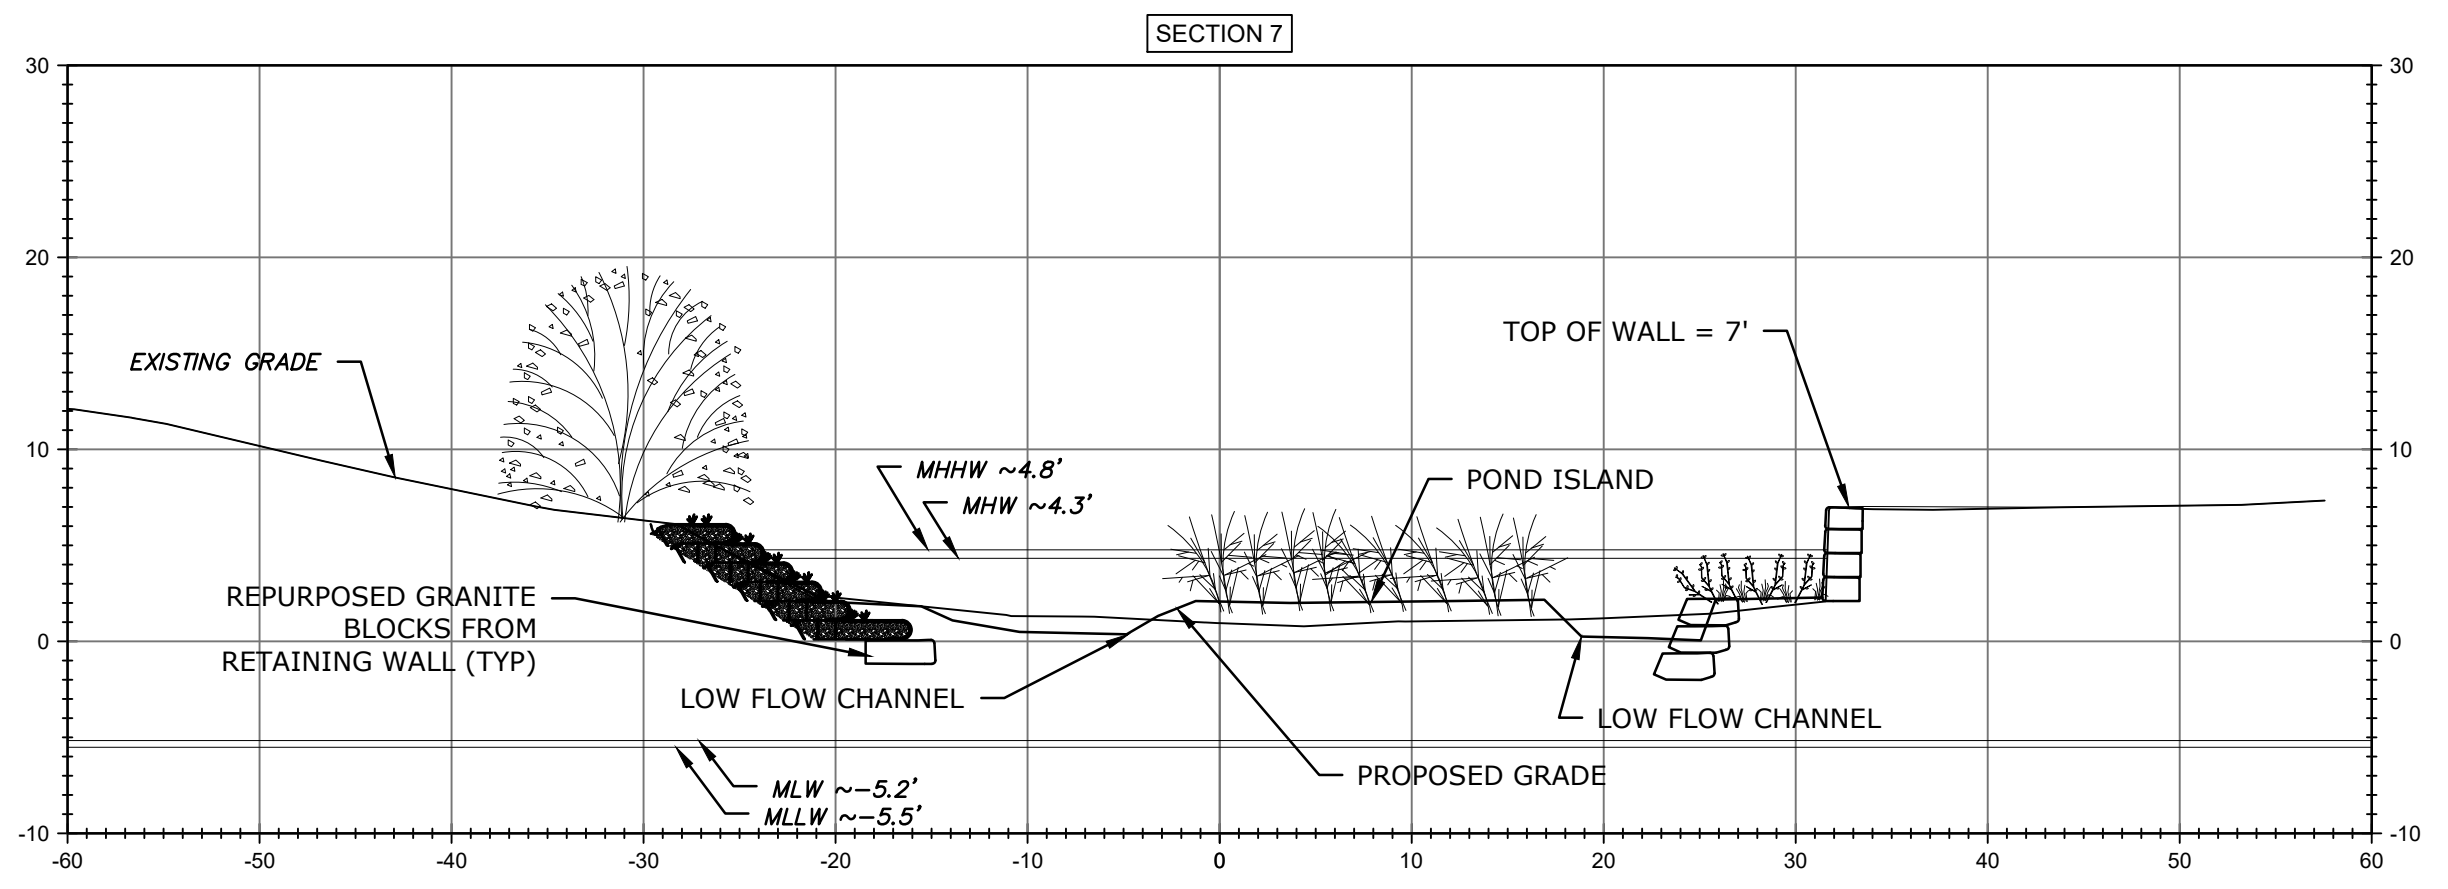 SECTION 7
30
30
20
20
TOP OF WALL = 7'
EXISTING GRADE
10
10
MHHW ~4.8'
POND ISLAND
MHW ~4.3'
REPURPOSED GRANITE
BLOCKS FROM
RETAINING WALL (TYP)
0
0
LOW FLOW CHANNEL
LOW FLOW CHANNEL
PROPOSED GRADE
MLW ~-5.2'
MLLW ~-5.5'
-10
-10
-60 -50 -40 -30 -20 -10 0 10 20 30 40 50 60